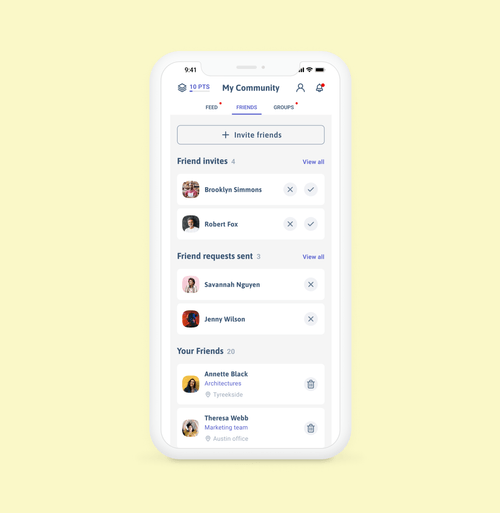 9:41
10 PTS
My Community
FEED
FRIENDS
GROUPS
+ Invite friends
Friend invites 4
View all
Brooklyn Simmons
Robert Fox
Friend requests sent 3
View all
Savannah Nguyen
Jenny Wilson
Your Friends 20
Annette Black
Architectures
Tyreekside
Theresa Webb
Marketing team
Austin office